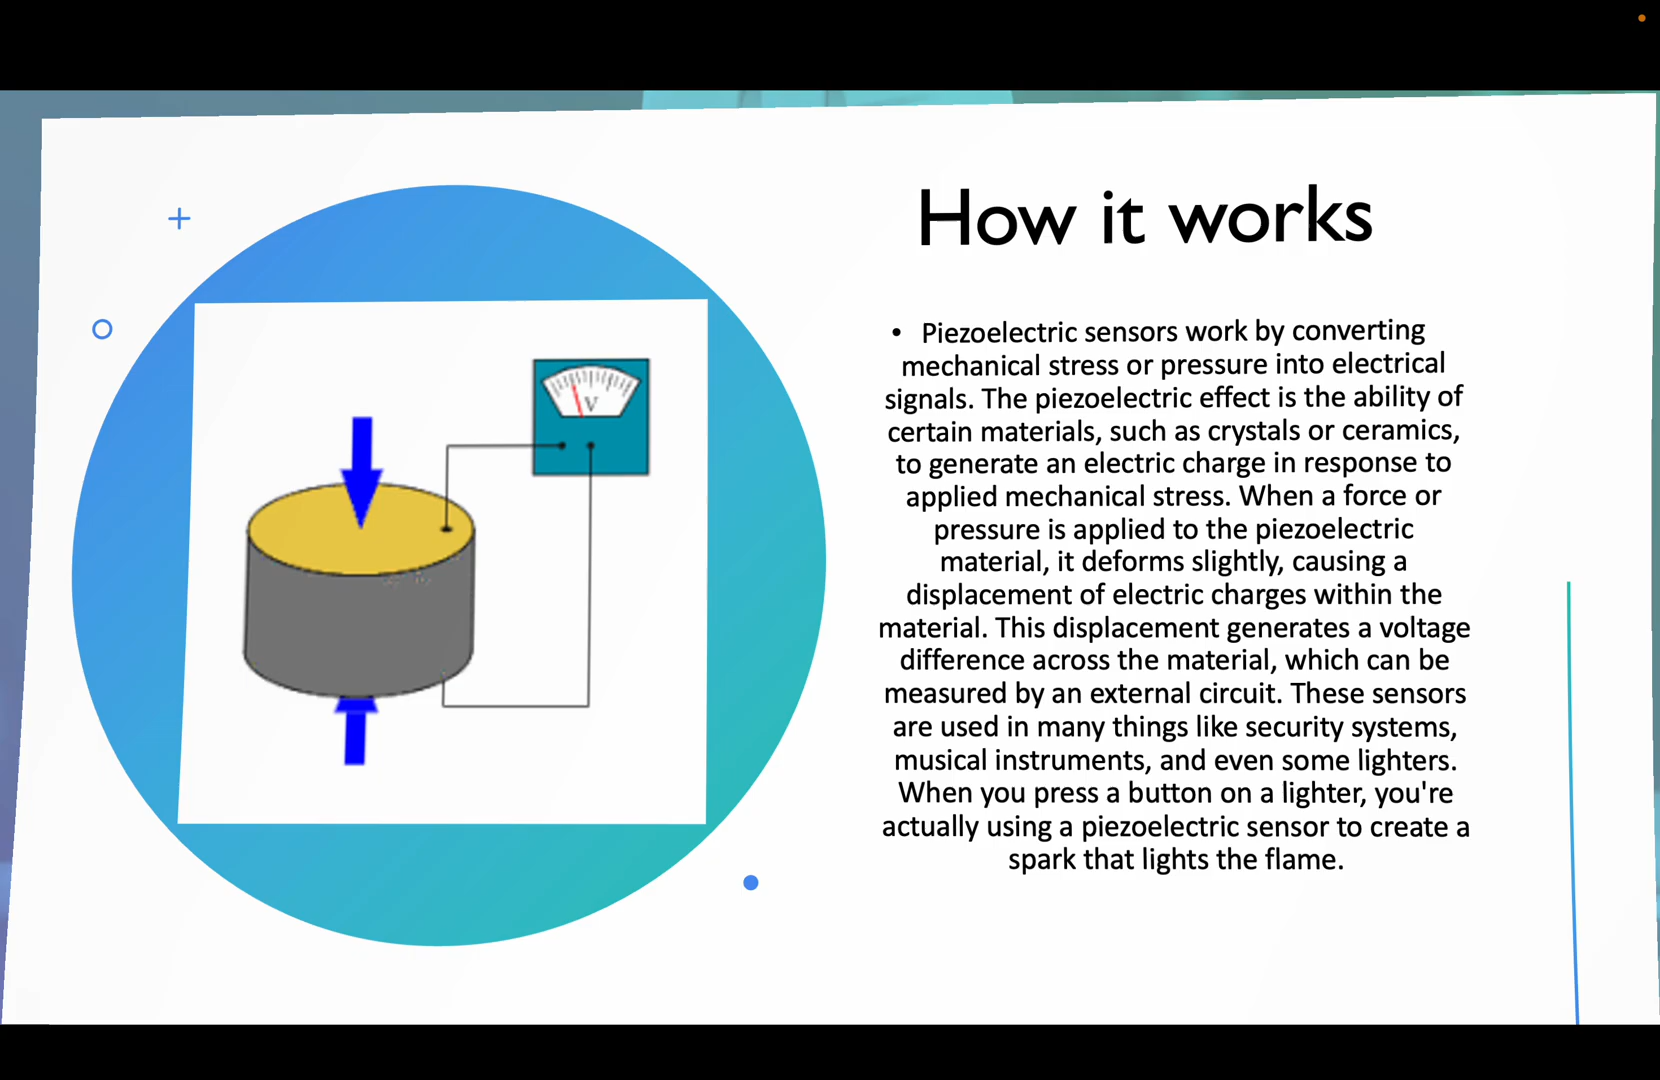 How it works
• Piezoelectric sensors work by converting
mechanical stress or pressure into electrical
signals. The piezoelectric effect is the ability of
certain materials, such as crystals or ceramics,
to generate an electric charge in response to
applied mechanical stress. When a force or
pressure is applied to the piezoelectric
material, it deforms slightly, causing a
displacement of electric charges within the
material. This displacement generates a voltage
difference across the material, which can be
measured by an external circuit. These sensors
are used in many things like security systems,
musical instruments, and even some lighters.
When you press a button on a lighter, you're
actually using a piezoelectric sensor to create a
spark that lights the flame.
V